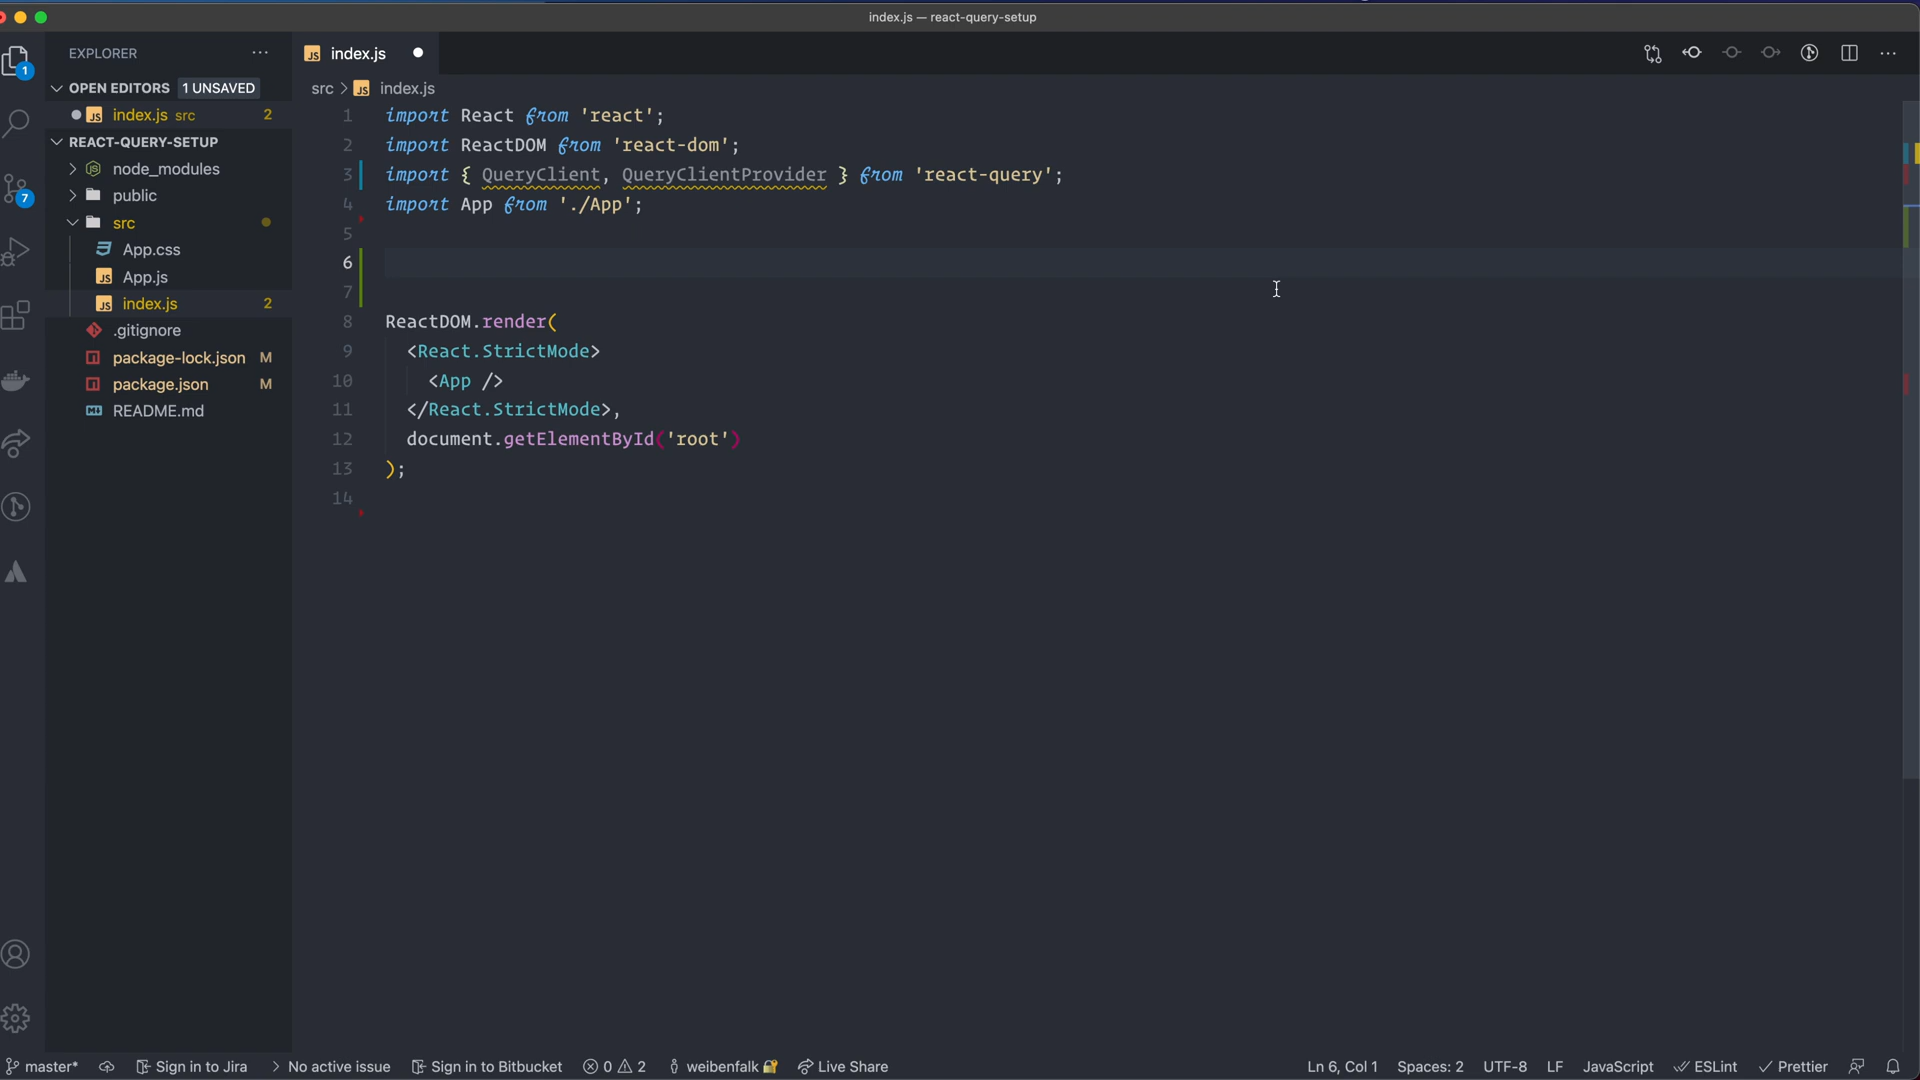 index.js — react-query-setup
EXPLORER
index.js
1
OPEN EDITORS 1 UNSAVED
src > index.js
index.js src 2
REACT-QUERY-SETUP
node_modules
public
src
App.css
App.js
index.js 2
.gitignore
package-lock.json M
package.json M
README.md
7
1 import React from 'react';
2 import ReactDOM from 'react-dom';
3 import { QueryClient, QueryClientProvider } from 'react-query';
4 import App from './App';
5
6
7
8 ReactDOM.render(
9 <React.StrictMode>
10 <App />
11 </React.StrictMode>,
12 document.getElementById('root')
13 );
14
master* Sign in to Jira > No active issue Sign in to Bitbucket 0 2 weibenfalk Live Share Ln 6, Col 1 Spaces: 2 UTF-8 LF JavaScript ESLint Prettier